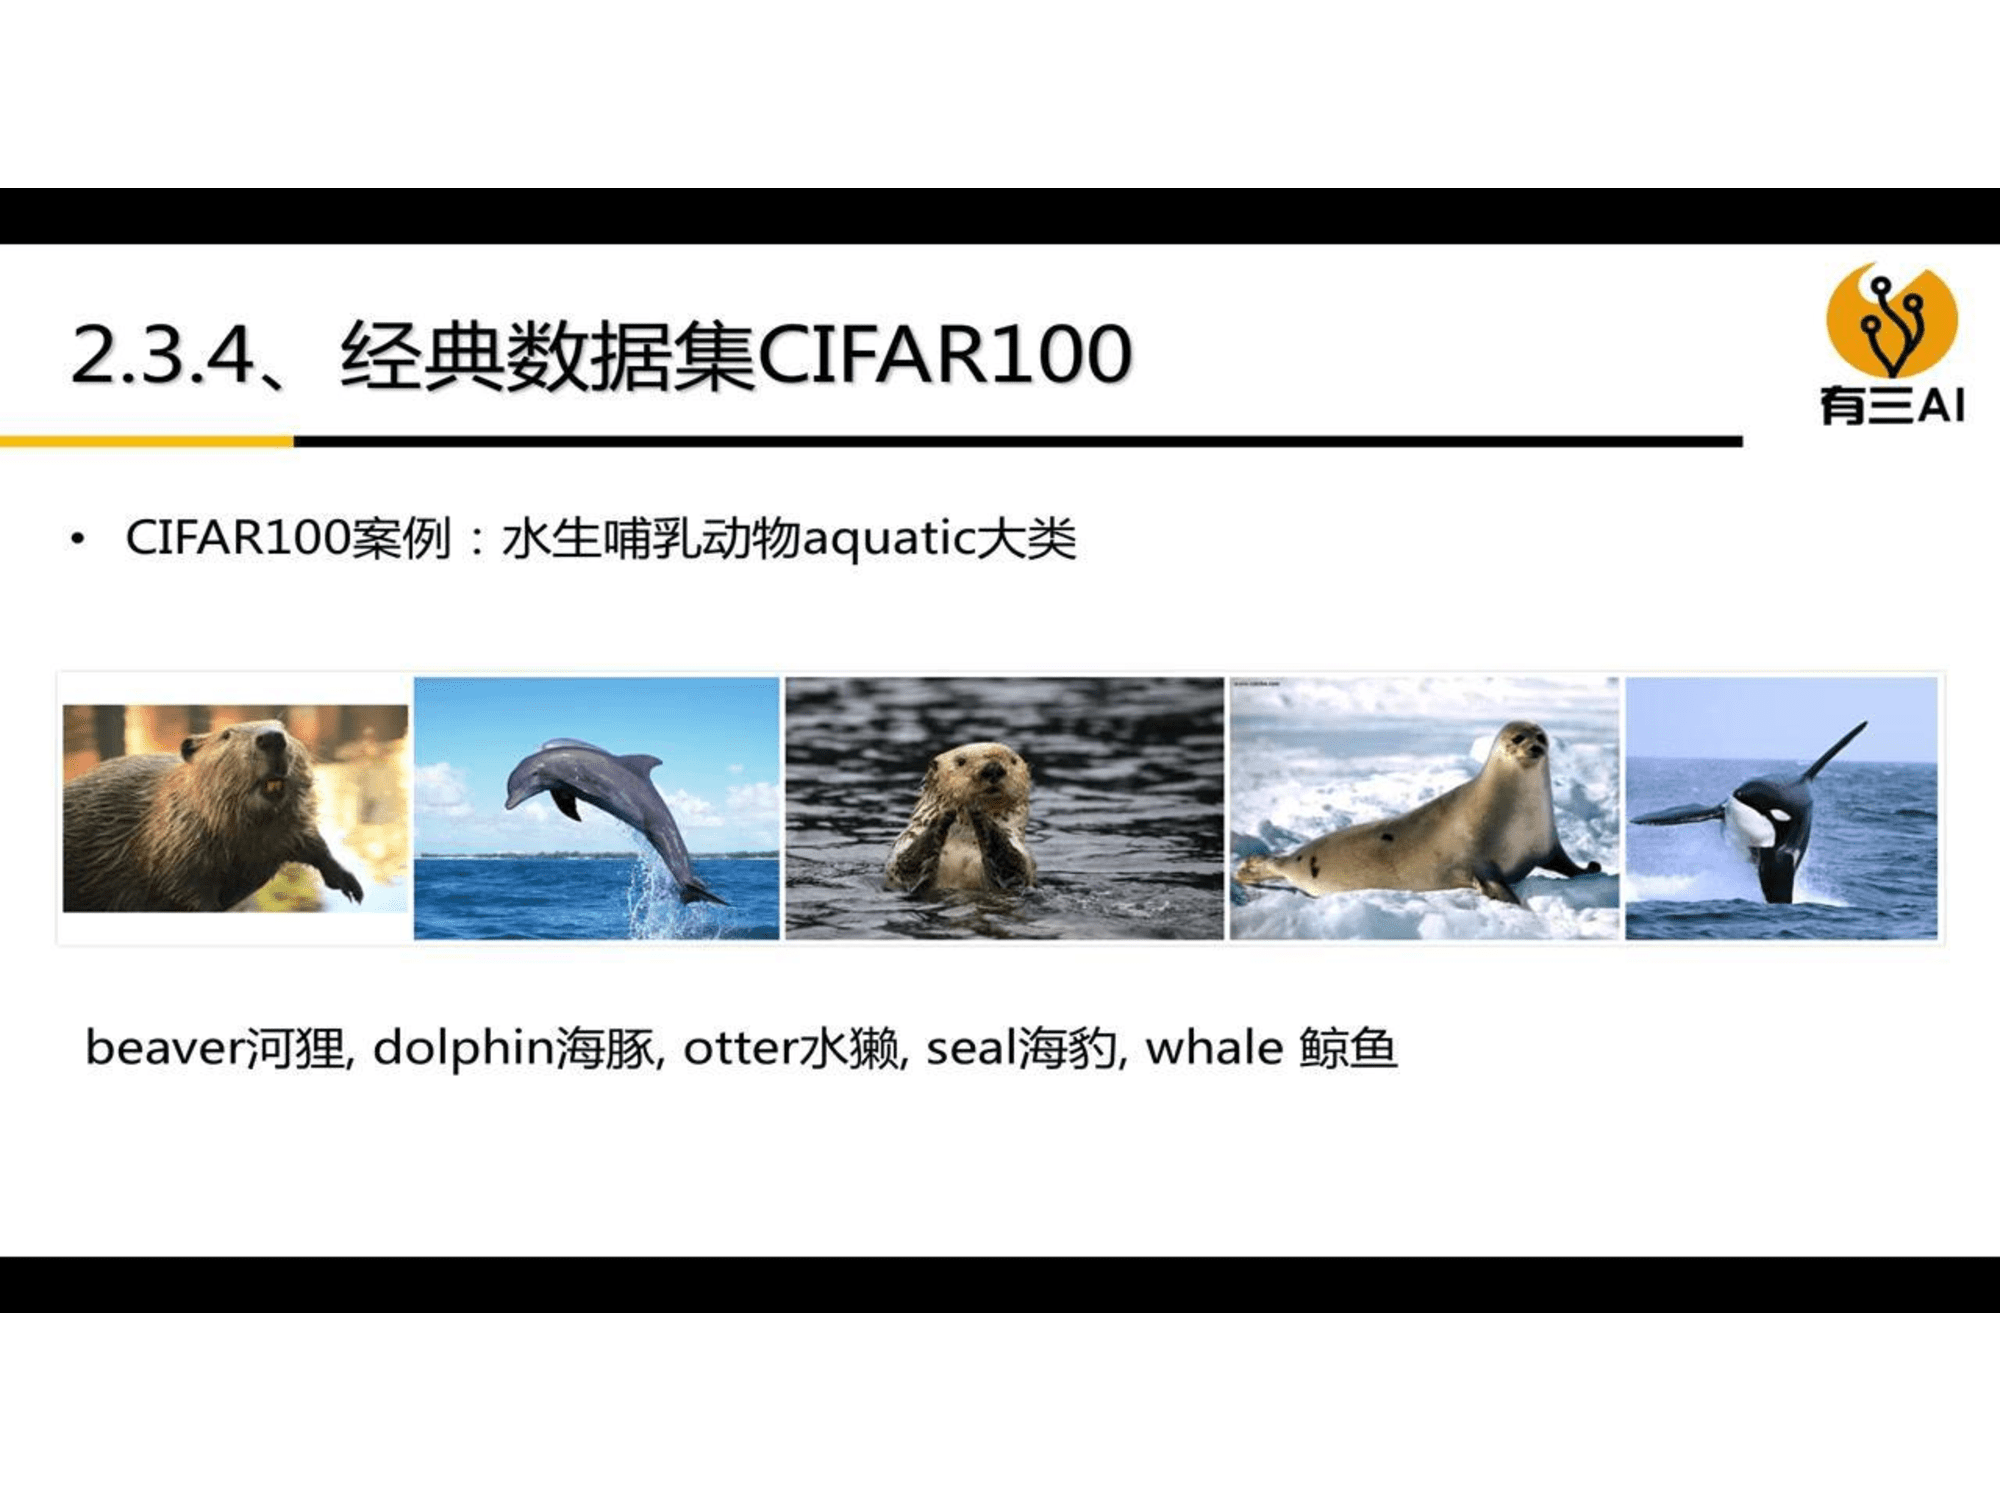 2.3.4、 经典数据集CIFAR100
有三AI
• CIFAR100案例：水生哺乳动物aquatic大类
beaver河狸, dolphin海豚, otter水獭, seal海豹, whale 鲸鱼